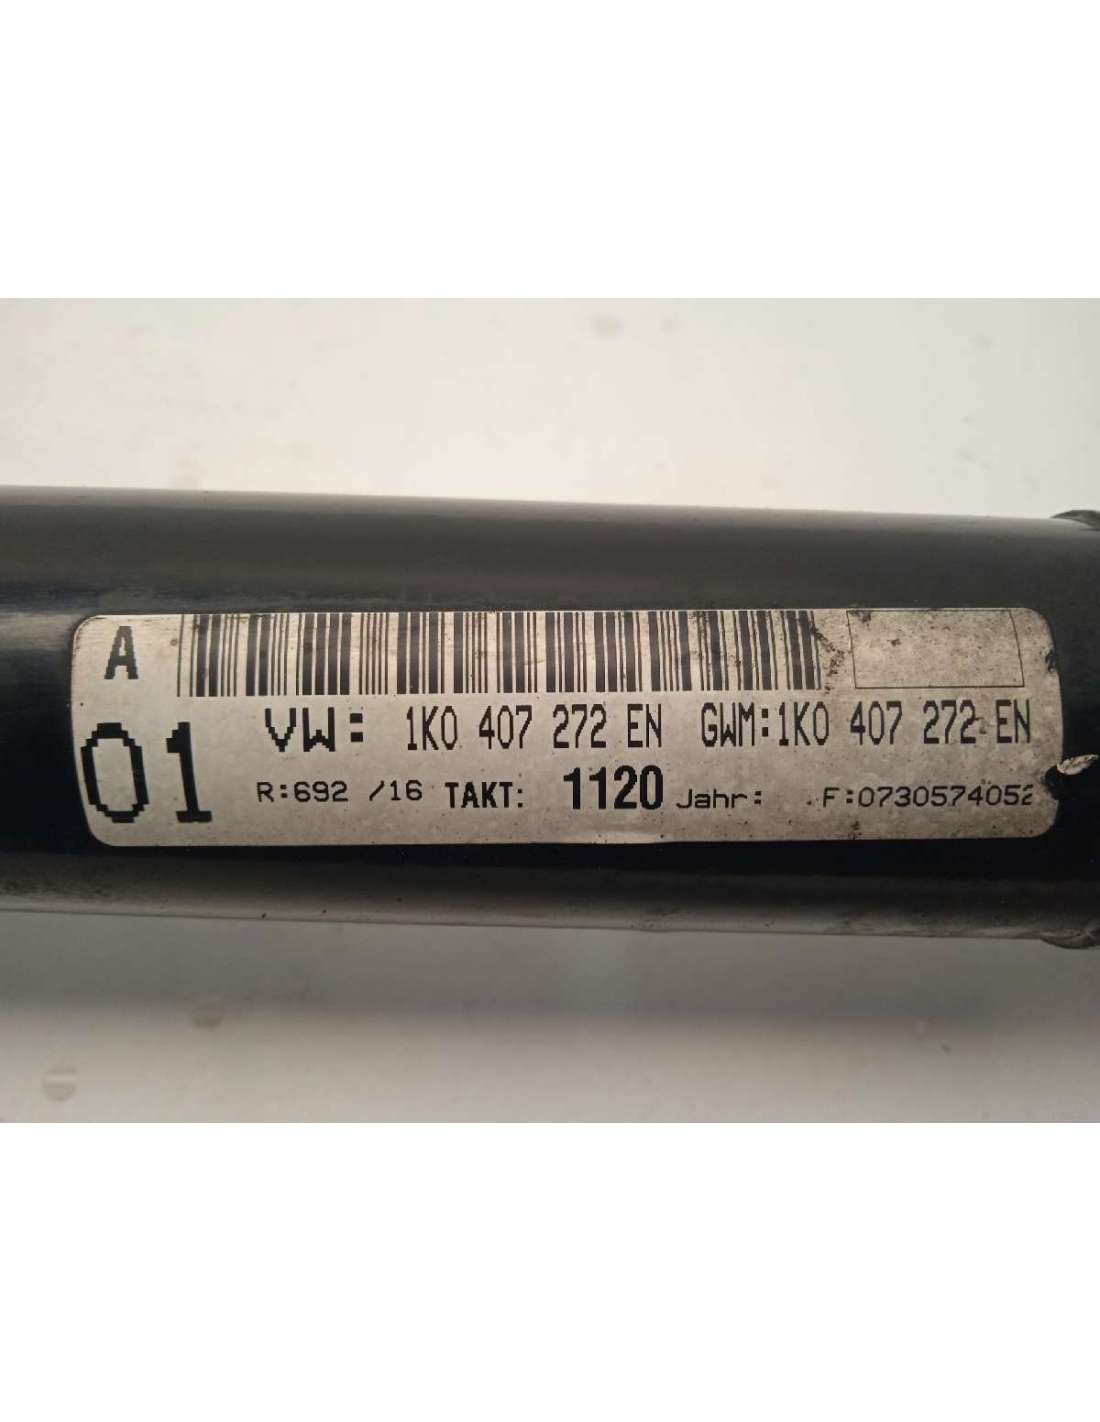 A
01
VW: 1K0 407 272 EN GWM:1K0 407 272 EN
R:692 /16 TAKT: 1120 Jahr: .F:0730574052